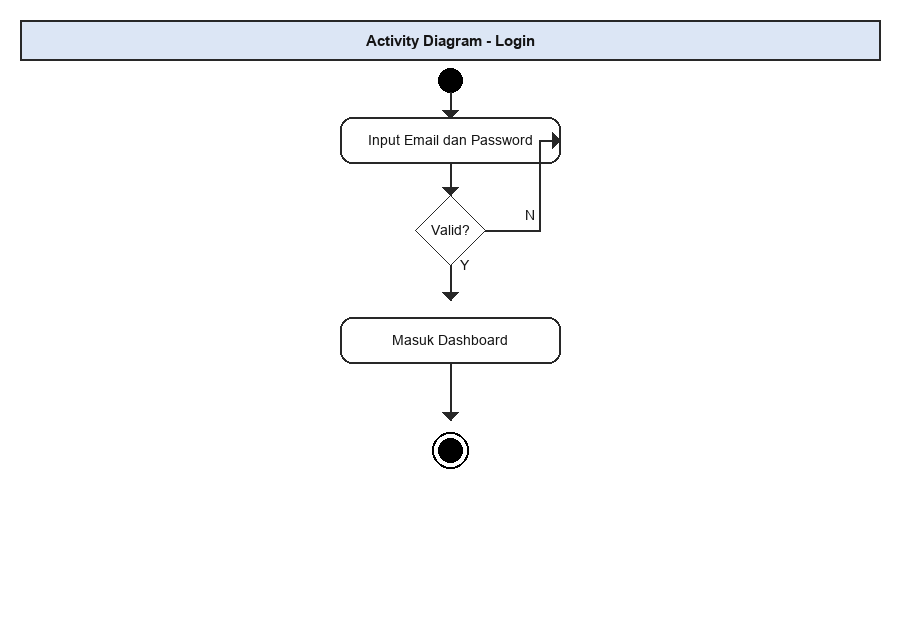 Activity Diagram - Login
Input Email dan Password
N
Valid?
Y
Masuk Dashboard